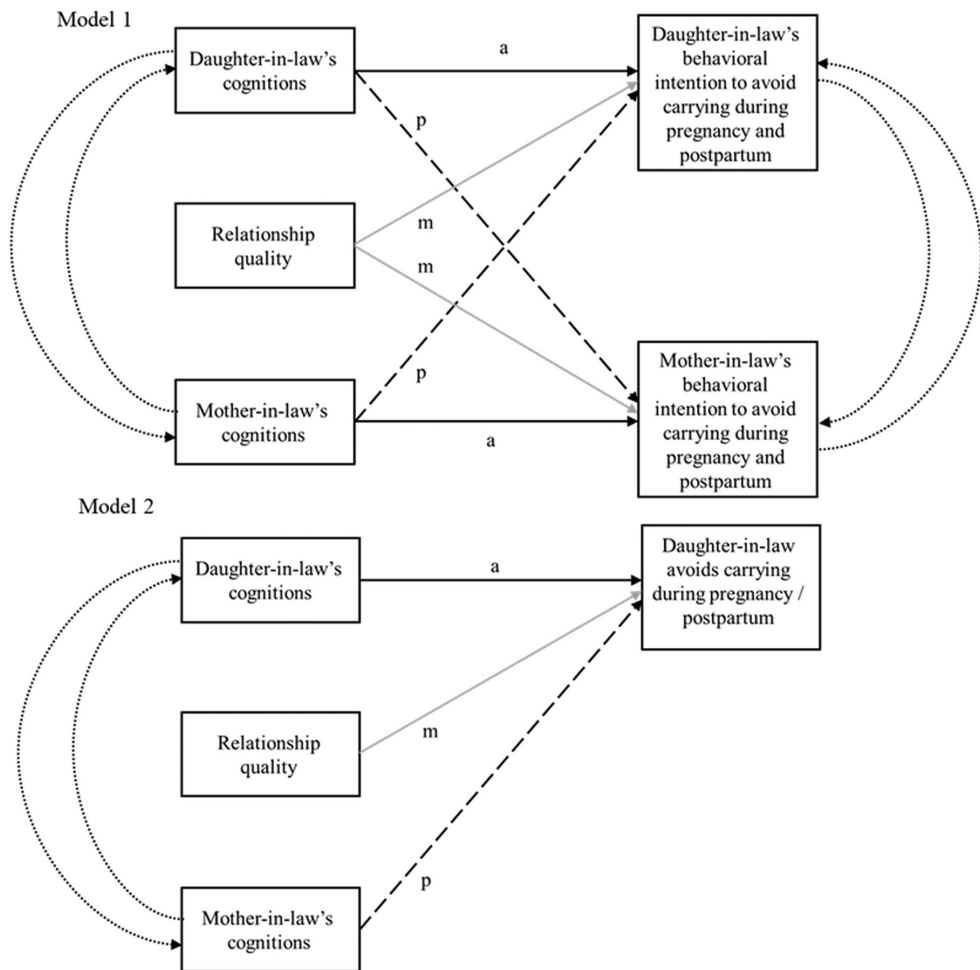 Model 1
Daughter-in-law's
cognitions
a
Daughter-in-law's
behavioral
intention to avoid
carrying during
pregnancy and
postpartum
p
Relationship
quality
m
m
p
Mother-in-law's
cognitions
a
Mother-in-law's
behavioral
intention to avoid
carrying during
pregnancy and
postpartum
Model 2
Daughter-in-law's
cognitions
a
Daughter-in-law
avoids carrying
during pregnancy /
postpartum
Relationship
quality
m
p
Mother-in-law's
cognitions